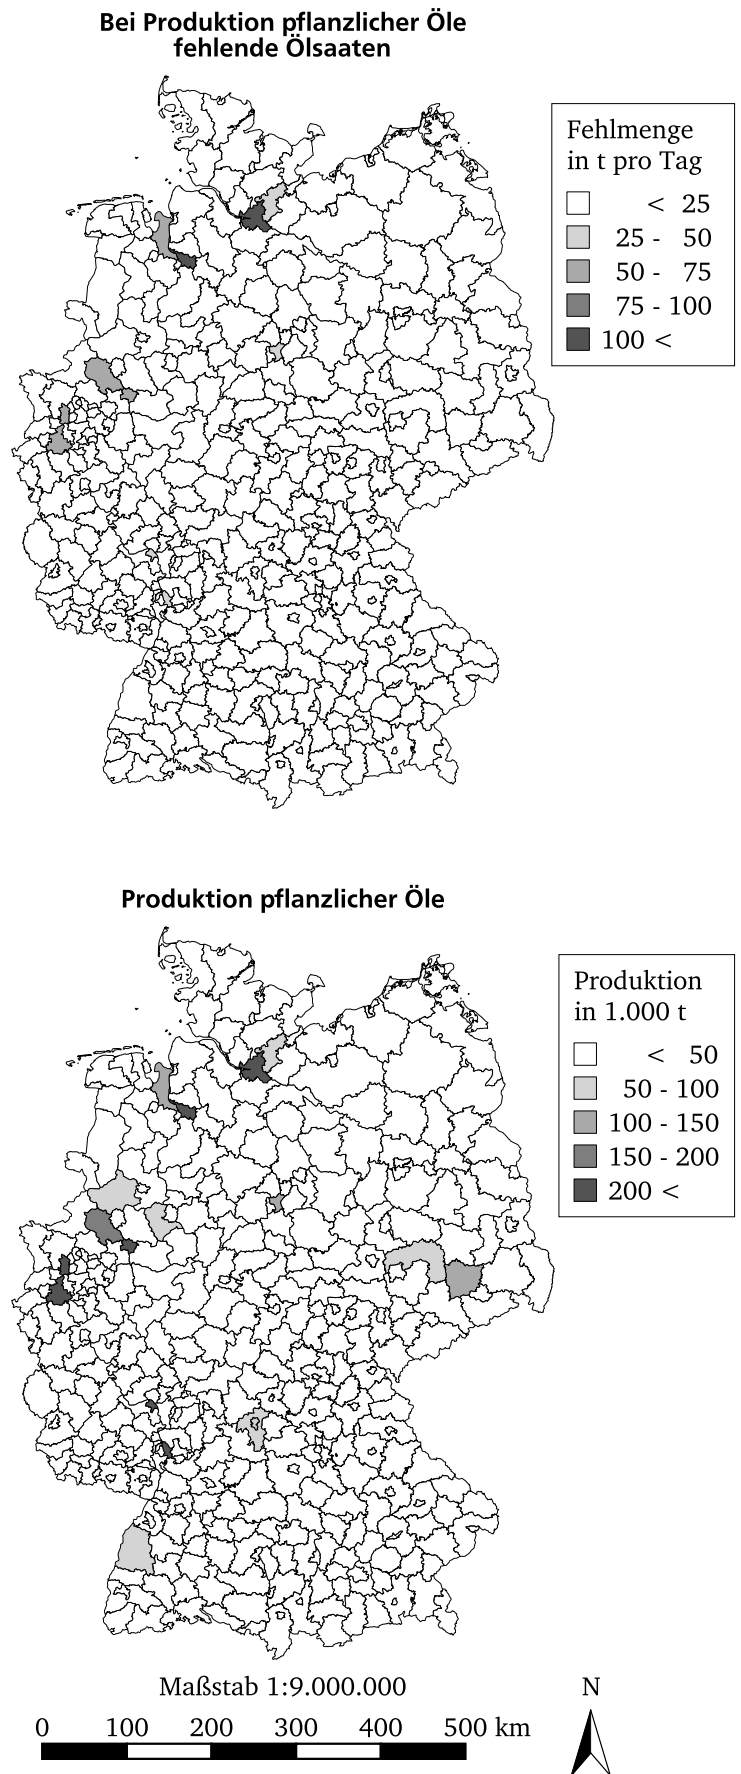 Bei Produktion pflanzlicher Öle
fehlende Ölsaaten
Fehlmenge
in t pro Tag
< 25
25 - 50
50 - 75
75 - 100
100 <
Produktion pflanzlicher Öle
Produktion
in 1.000 t
< 50
50 - 100
100 - 150
150 - 200
200 <
Maßstab 1:9.000.000
N
0 100 200 300 400 500 km